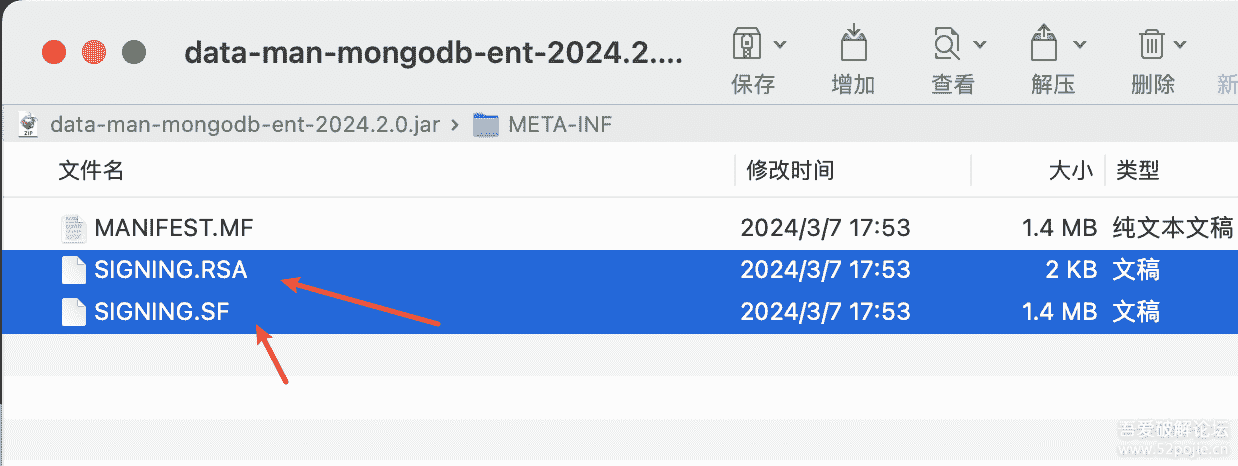 data-man-mongodb-ent-2024.2....
保存
增加
查看
解压
删除
新
data-man-mongodb-ent-2024.2.0.jar › META-INF
文件名 修改时间 大小 类型
MANIFEST.MF 2024/3/7 17:53 1.4 MB 纯文本文稿
SIGNING.RSA 2024/3/7 17:53 2 KB 文稿
SIGNING.SF 2024/3/7 17:53 1.4 MB 文稿
吾爱破解论坛
www.52pojie.cn